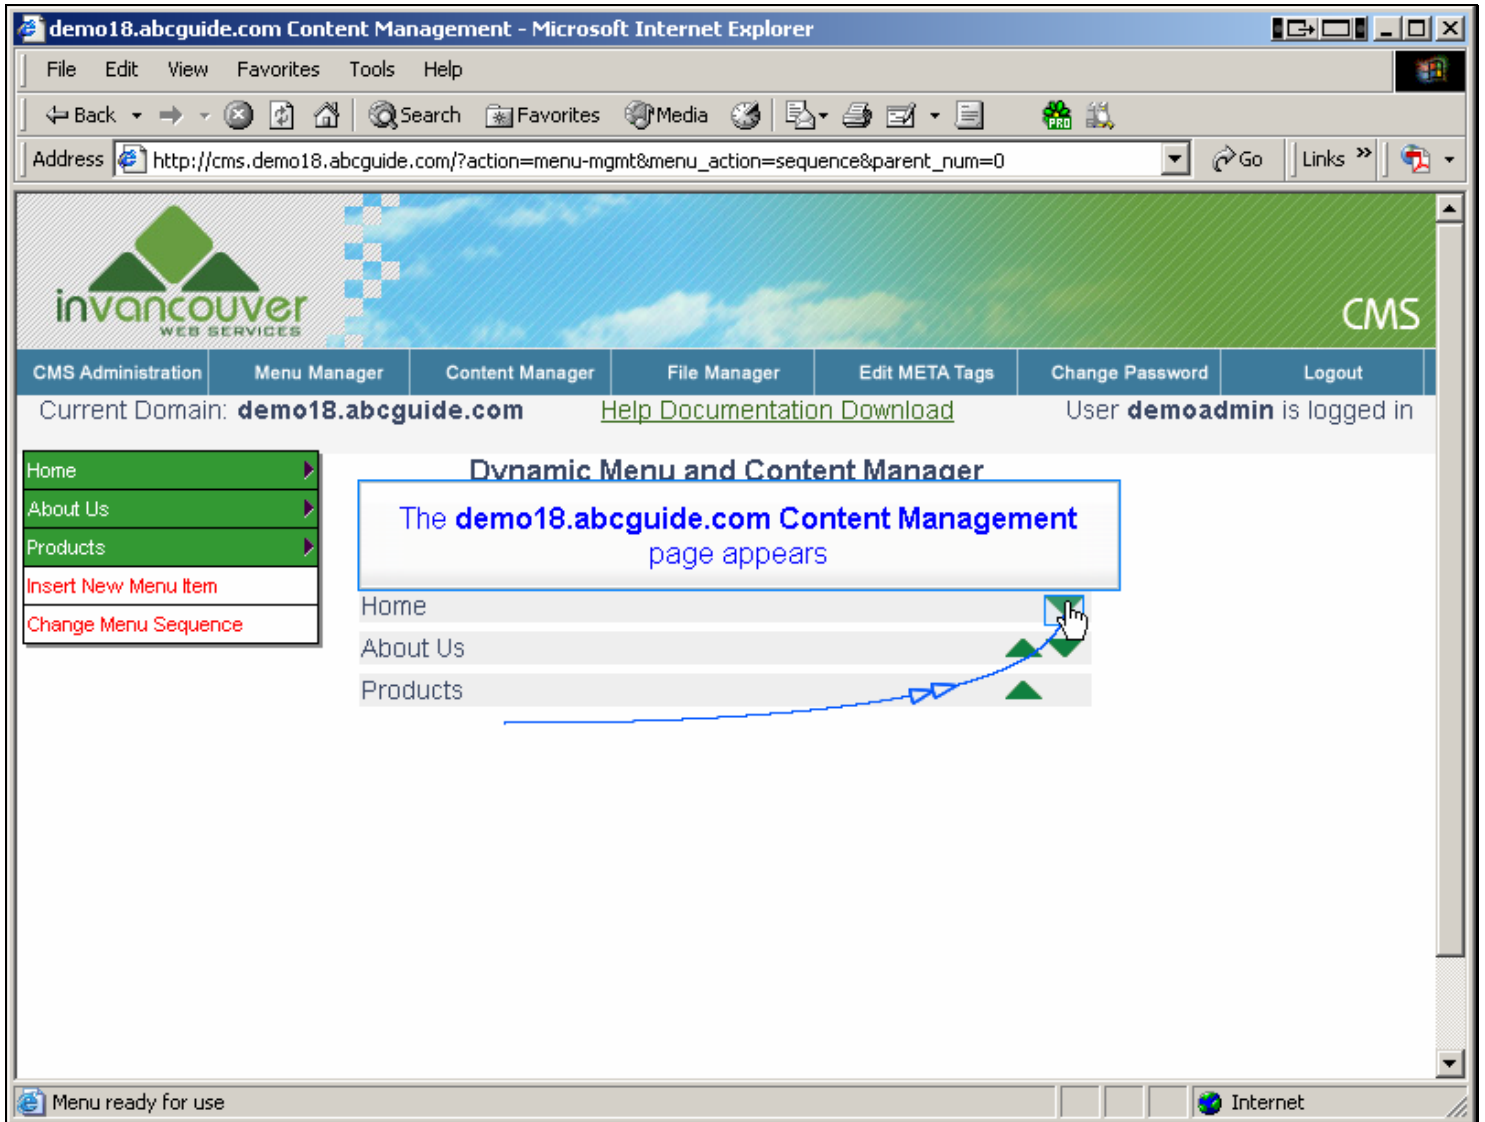 demo18.abcguide.com Content Management - Microsoft Internet Explorer
File Edit View Favorites Tools Help
Back Search Favorites Media PRO
Address http://cms.demo18.abcguide.com/?action=menu-mgmt&menu_action=sequence&parent_num=0 Go Links »
invancouver
WEB SERVICES
CMS
CMS Administration Menu Manager Content Manager File Manager Edit META Tags Change Password Logout
Current Domain: demo18.abcguide.com Help Documentation Download User demoadmin is logged in
Home
About Us
Products
Insert New Menu Item
Change Menu Sequence
Dynamic Menu and Content Manager
The demo18.abcguide.com Content Management
page appears
Home
About Us
Products
Menu ready for use Internet